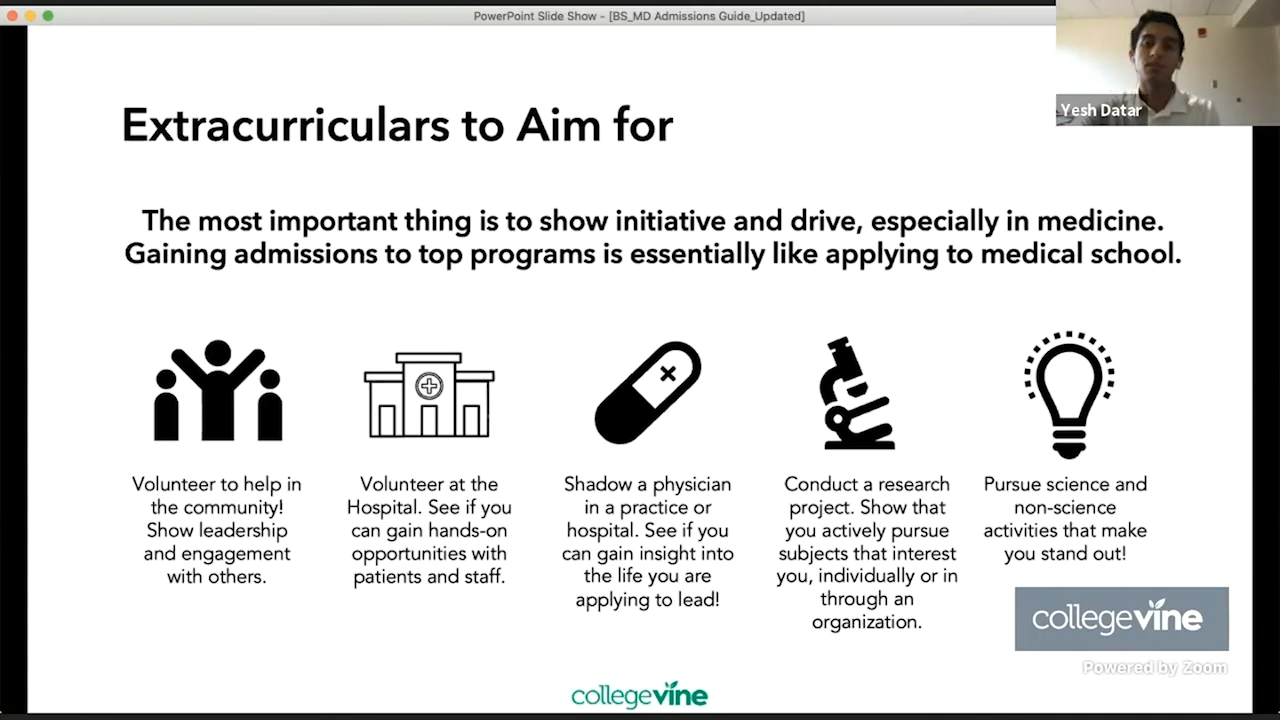 PowerPoint Slide Show - [BS_MD Admissions Guide_Updated]
Yesh Datar
Extracurriculars to Aim for
The most important thing is to show initiative and drive, especially in medicine.
Gaining admissions to top programs is essentially like applying to medical school.
Volunteer to help in
the community!
Show leadership
and engagement
with others.
Volunteer at the
Hospital. See if you
can gain hands-on
opportunities with
patients and staff.
Shadow a physician
in a practice or
hospital. See if you
can gain insight into
the life you are
applying to lead!
Conduct a research
project. Show that
you actively pursue
subjects that interest
you, individually or in
through an
organization.
Pursue science and
non-science
activities that make
you stand out!
collegevine
Powered by Zoom
collegevine